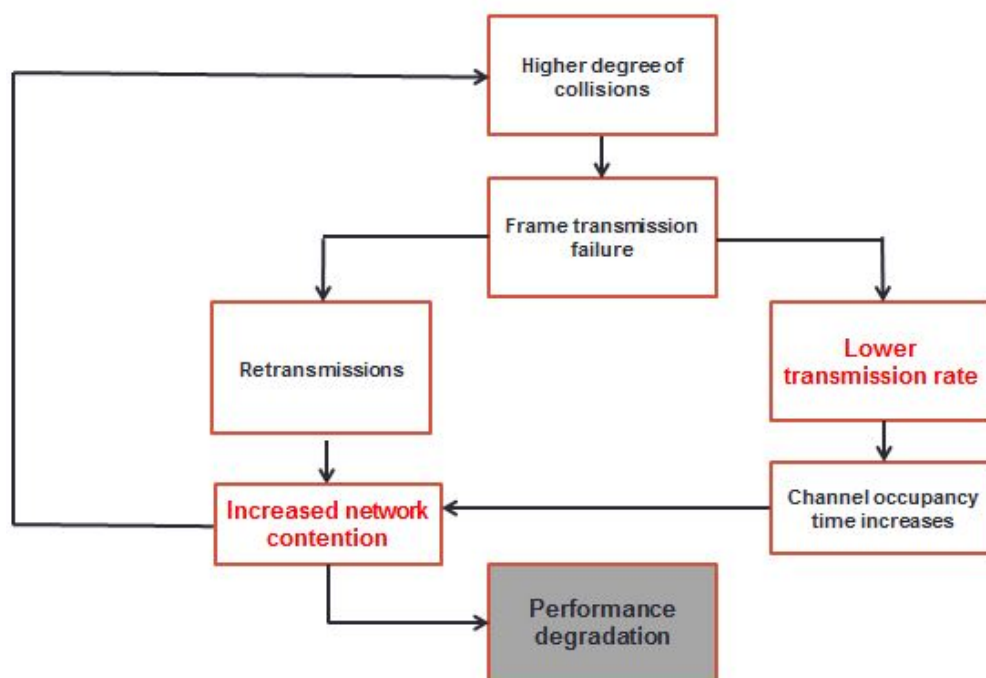 Higher degree of
collisions
Frame transmission
failure
Retransmissions
Lower
transmission rate
Increased network
contention
Channel occupancy
time increases
Performance
degradation